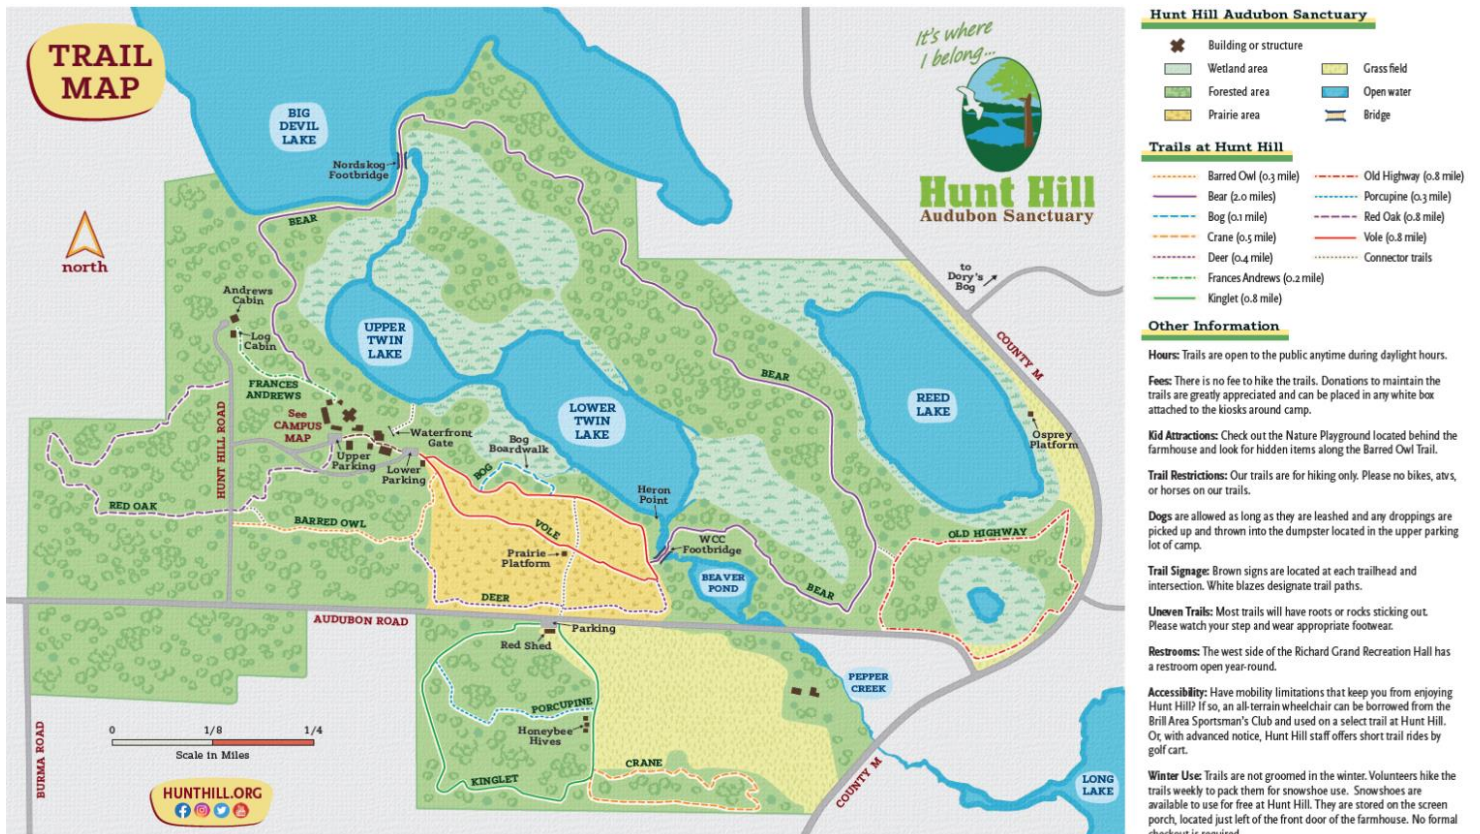 TRAIL
MAP
BIG
DEVIL
LAKE
Nordskog
Footbridge
BEAR
north
It's where
I belong...
Hunt Hill
Audubon Sanctuary
to
Dory's
Bog
COUNTY M
Andrews
Cabin
Log
Cabin
FRANCES
ANDREWS
UPPER
TWIN
LAKE
See
CAMPUS
MAP
HUNT HILL ROAD
Upper
Parking
Waterfront
Gate
Lower
Parking
Bog
Boardwalk
BOG
LOWER
TWIN
LAKE
BEAR
REED
LAKE
Osprey
Platform
RED OAK
BARRED OWL
VOLE
Prairie
Platform
Heron
Point
WCC
Footbridge
BEAVER
POND
BEAR
OLD HIGHWAY
DEER
AUDUBON ROAD
Parking
Red Shed
PORCUPINE
Honeybee
Hives
KINGLET
CRANE
PEPPER
CREEK
COUNTY M
LONG
LAKE
BURMA ROAD
0 1/8 1/4
Scale in Miles
HUNTHILL.ORG
Hunt Hill Audubon Sanctuary
Building or structure
Wetland area
Grass field
Forested area
Open water
Prairie area
Bridge
Trails at Hunt Hill
Barred Owl (0.3 mile)
Old Highway (0.8 mile)
Bear (2.0 miles)
Porcupine (0.3 mile)
Bog (0.1 mile)
Red Oak (0.8 mile)
Crane (0.5 mile)
Vole (0.8 mile)
Deer (0.4 mile)
Connector trails
Frances Andrews (0.2 mile)
Kinglet (0.8 mile)
Other Information
Hours: Trails are open to the public anytime during daylight hours.
Fees: There is no fee to hike the trails. Donations to maintain the
trails are greatly appreciated and can be placed in any white box
attached to the kiosks around camp.
Kid Attractions: Check out the Nature Playground located behind the
farmhouse and look for hidden items along the Barred Owl Trail.
Trail Restrictions: Our trails are for hiking only. Please no bikes, atvs,
or horses on our trails.
Dogs are allowed as long as they are leashed and any droppings are
picked up and thrown into the dumpster located in the upper parking
lot of camp.
Trail Signage: Brown signs are located at each trailhead and
intersection. White blazes designate trail paths.
Uneven Trails: Most trails will have roots or rocks sticking out.
Please watch your step and wear appropriate footwear.
Restrooms: The west side of the Richard Grand Recreation Hall has
a restroom open year-round.
Accessibility: Have mobility limitations that keep you from enjoying
Hunt Hill? If so, an all-terrain wheelchair can be borrowed from the
Brill Area Sportsman's Club and used on a select trail at Hunt Hill.
Or, with advanced notice, Hunt Hill staff offers short trail rides by
golf cart.
Winter Use: Trails are not groomed in the winter. Volunteers hike the
trails weekly to pack them for snowshoe use. Snowshoes are
available to use for free at Hunt Hill. They are stored on the screen
porch, located just left of the front door of the farmhouse. No formal
checkout is required.